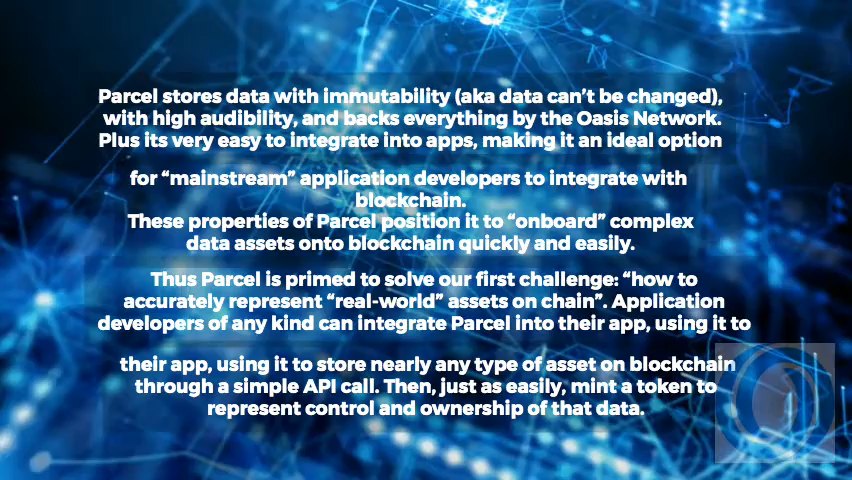 Parcel stores data with immutability (aka data can’t be changed),
with high audibility, and backs everything by the Oasis Network.
Plus its very easy to integrate into apps, making it an ideal option
for “mainstream” application developers to integrate with
blockchain.
These properties of Parcel position it to “onboard” complex
data assets onto blockchain quickly and easily.
Thus Parcel is primed to solve our first challenge: “how to
accurately represent “real-world” assets on chain”. Application
developers of any kind can integrate Parcel into their app, using it to
their app, using it to store nearly any type of asset on blockchain
through a simple API call. Then, just as easily, mint a token to
represent control and ownership of that data.